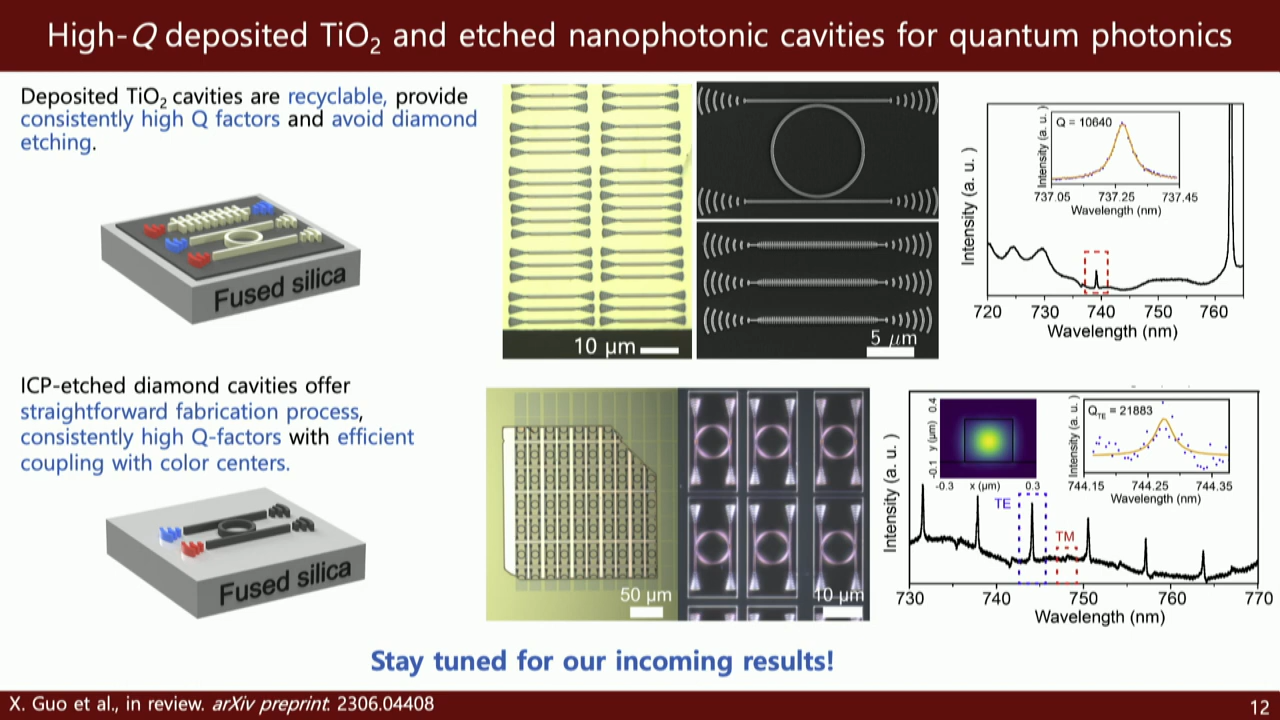 High-Q deposited TiO₂ and etched nanophotonic cavities for quantum photonics
Deposited TiO₂ cavities are recyclable, provide
consistently high Q factors and avoid diamond
etching.
Fused silica
10 μm
5 μm
Intensity (a. u. )
Intensity (a. u. )
Q = 10640
737.05 737.25 737.45
Wavelength (nm)
720 730 740 750 760
Wavelength (nm)
ICP-etched diamond cavities offer
straightforward fabrication process,
consistently high Q-factors with efficient
coupling with color centers.
Fused silica
50 μm
10 μm
Intensity (a. u. )
-0.1 y (μm) 0.4
-0.3 x (μm) 0.3
Intensity (a. u. )
Q_TE = 21883
744.15 744.25 744.35
Wavelength (nm)
TE
TM
730 740 750 760 770
Wavelength (nm)
Stay tuned for our incoming results!
X. Guo et al., in review. arXiv preprint: 2306.04408
12